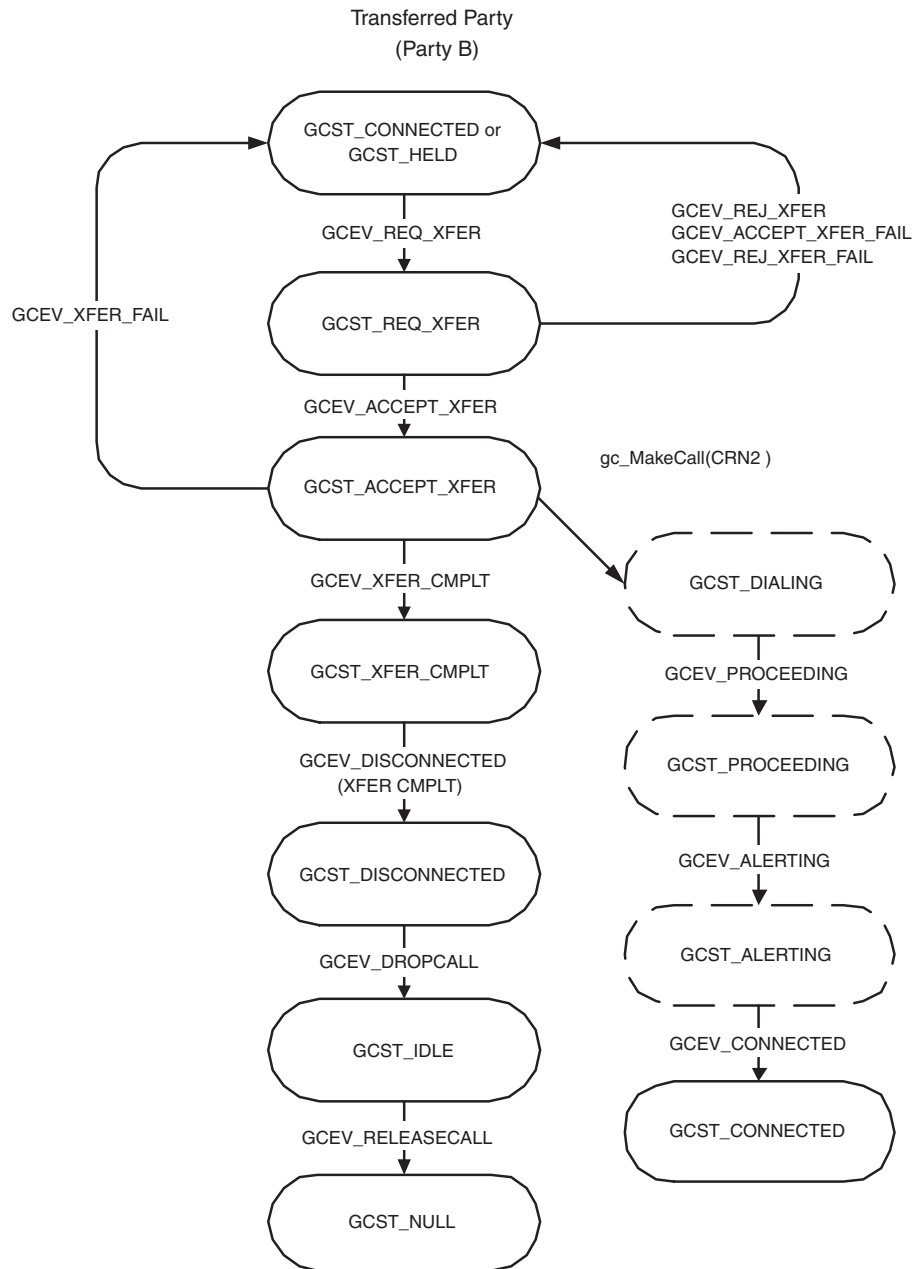 Transferred Party
(Party B)
GCST_CONNECTED or
GCST_HELD
GCEV_REJ_XFER
GCEV_ACCEPT_XFER_FAIL
GCEV_REJ_XFER_FAIL
GCEV_REQ_XFER
GCEV_XFER_FAIL
GCST_REQ_XFER
GCEV_ACCEPT_XFER
gc_MakeCall(CRN2 )
GCST_ACCEPT_XFER
GCEV_XFER_CMPLT
GCST_DIALING
GCST_XFER_CMPLT
GCEV_PROCEEDING
GCEV_DISCONNECTED
(XFER CMPLT)
GCST_PROCEEDING
GCST_DISCONNECTED
GCEV_ALERTING
GCEV_DROPCALL
GCST_ALERTING
GCST_IDLE
GCEV_CONNECTED
GCEV_RELEASECALL
GCST_CONNECTED
GCST_NULL